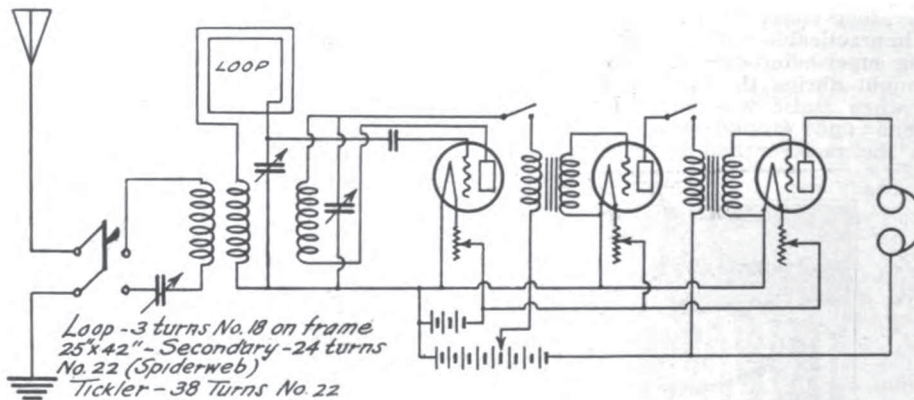 LOOP
Loop - 3 turns No. 18 on frame
25"x 42" - Secondary - 24 turns
No. 22 (Spiderweb)
Tickler - 38 Turns No. 22